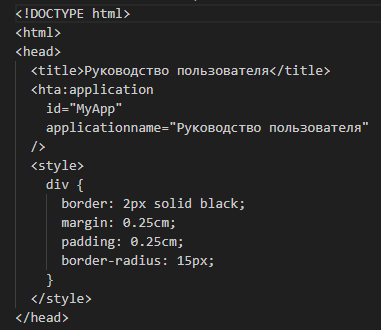 <!DOCTYPE html>
<html>
<head>
  <title>Руководство пользователя</title>
  <hta:application
    id="MyApp"
    applicationname="Руководство пользователя"
  />
  <style>
    div {
      border: 2px solid black;
      margin: 0.25cm;
      padding: 0.25cm;
      border-radius: 15px;
    }
  </style>
</head>